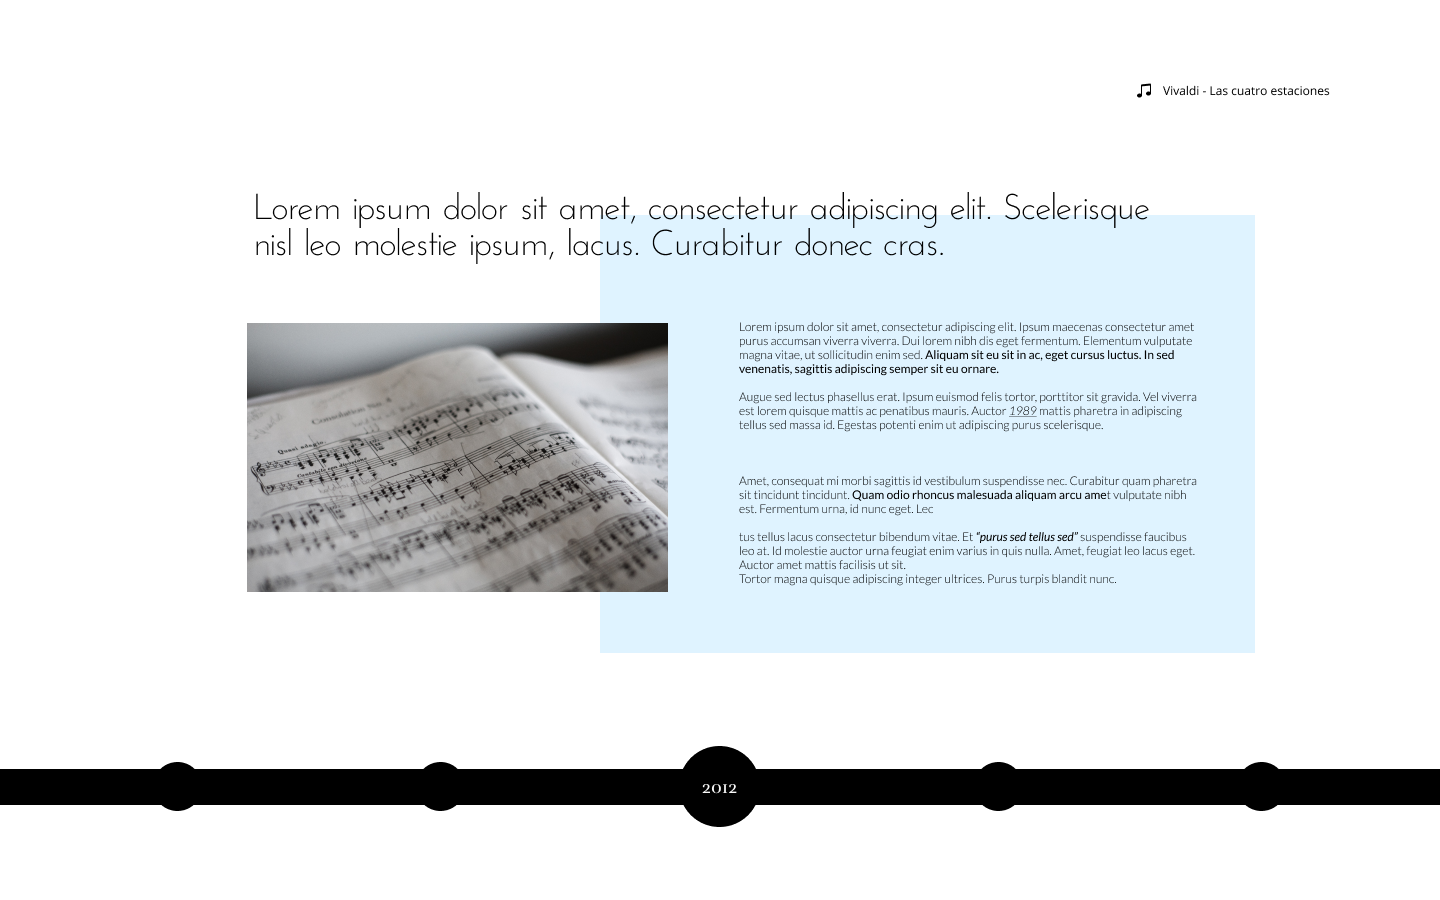 Vivaldi - Las cuatro estaciones
Lorem ipsum dolor sit amet, consectetur adipiscing elit. Scelerisque
nisl leo molestie ipsum, lacus. Curabitur donec cras.
Consolation No. 4
Quasi adagio.
Cantabile con divozione
Lorem ipsum dolor sit amet, consectetur adipiscing elit. Ipsum maecenas consectetur amet
purus accumsan viverra viverra. Dui lorem nibh dis eget fermentum. Elementum vulputate
magna vitae, ut sollicitudin enim sed. Aliquam sit eu sit in ac, eget cursus luctus. In sed
venenatis, sagittis adipiscing semper sit eu ornare.
Augue sed lectus phasellus erat. Ipsum euismod felis tortor, porttitor sit gravida. Vel viverra
est lorem quisque mattis ac penatibus mauris. Auctor 1989 mattis pharetra in adipiscing
tellus sed massa id. Egestas potenti enim ut adipiscing purus scelerisque.
Amet, consequat mi morbi sagittis id vestibulum suspendisse nec. Curabitur quam pharetra
sit tincidunt tincidunt. Quam odio rhoncus malesuada aliquam arcu amet vulputate nibh
est. Fermentum urna, id nunc eget. Lec
tus tellus lacus consectetur bibendum vitae. Et “purus sed tellus sed” suspendisse faucibus
leo at. Id molestie auctor urna feugiat enim varius in quis nulla. Amet, feugiat leo lacus eget.
Auctor amet mattis facilisis ut sit.
Tortor magna quisque adipiscing integer ultrices. Purus turpis blandit nunc.
2012